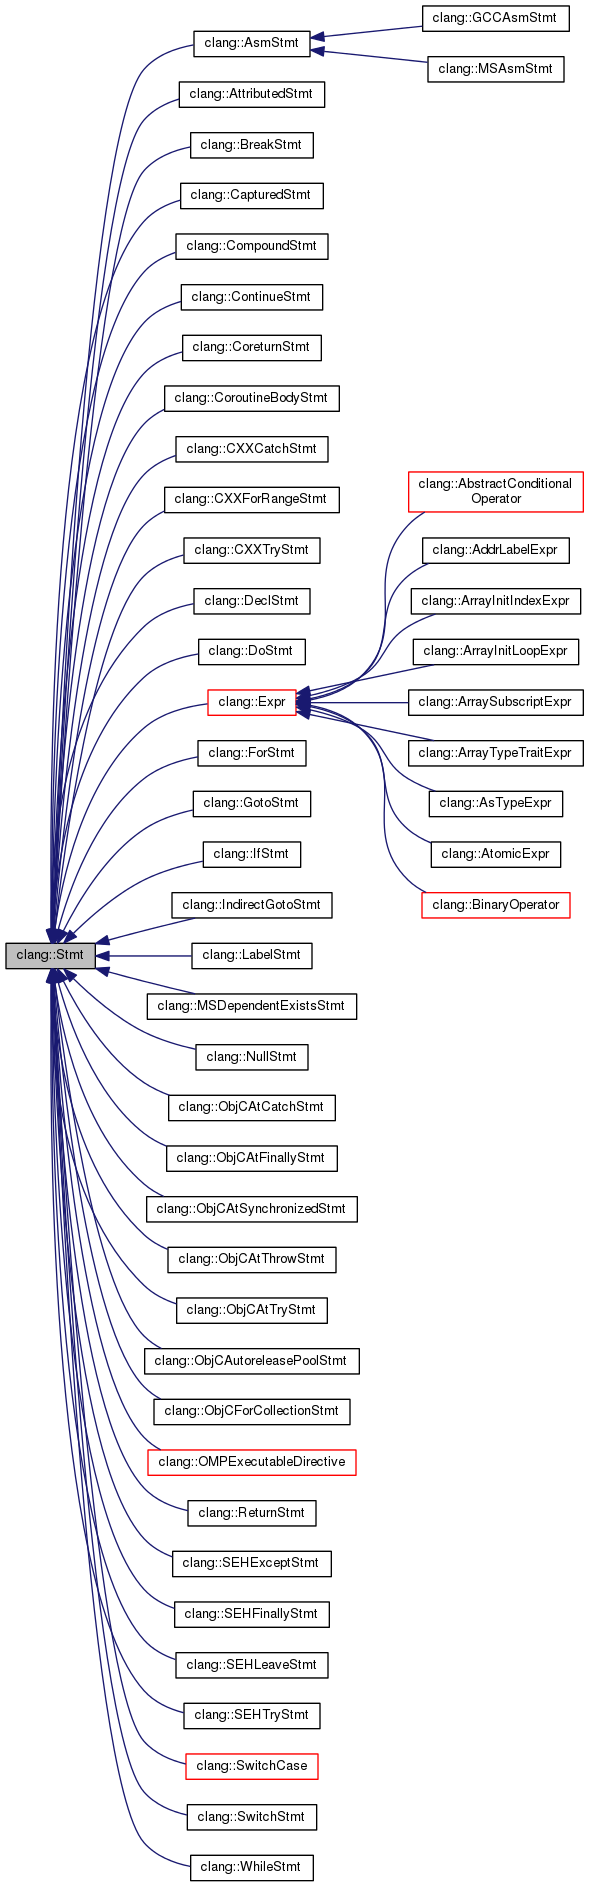 clang::GCCAsmStmt
clang::AsmStmt
clang::MSAsmStmt
clang::AttributedStmt
clang::BreakStmt
clang::CapturedStmt
clang::CompoundStmt
clang::ContinueStmt
clang::CoreturnStmt
clang::CoroutineBodyStmt
clang::CXXCatchStmt
clang::CXXForRangeStmt
clang::CXXTryStmt
clang::DeclStmt
clang::DoStmt
clang::Expr
clang::AbstractConditional
Operator
clang::AddrLabelExpr
clang::ArrayInitIndexExpr
clang::ArrayInitLoopExpr
clang::ArraySubscriptExpr
clang::ArrayTypeTraitExpr
clang::AsTypeExpr
clang::AtomicExpr
clang::BinaryOperator
clang::ForStmt
clang::GotoStmt
clang::IfStmt
clang::IndirectGotoStmt
clang::Stmt
clang::LabelStmt
clang::MSDependentExistsStmt
clang::NullStmt
clang::ObjCAtCatchStmt
clang::ObjCAtFinallyStmt
clang::ObjCAtSynchronizedStmt
clang::ObjCAtThrowStmt
clang::ObjCAtTryStmt
clang::ObjCAutoreleasePoolStmt
clang::ObjCForCollectionStmt
clang::OMPExecutableDirective
clang::ReturnStmt
clang::SEHExceptStmt
clang::SEHFinallyStmt
clang::SEHLeaveStmt
clang::SEHTryStmt
clang::SwitchCase
clang::SwitchStmt
clang::WhileStmt